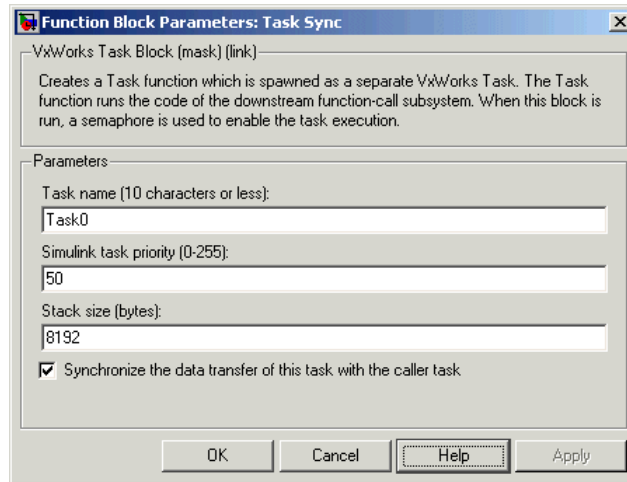 Function Block Parameters: Task Sync
VxWorks Task Block (mask) (link)
Creates a Task function which is spawned as a separate VxWorks Task. The Task
function runs the code of the downstream function-call subsystem. When this block is
run, a semaphore is used to enable the task execution.
Parameters
Task name (10 characters or less):
Task0
Simulink task priority (0-255):
50
Stack size (bytes):
8192
Synchronize the data transfer of this task with the caller task
OK Cancel Help Apply